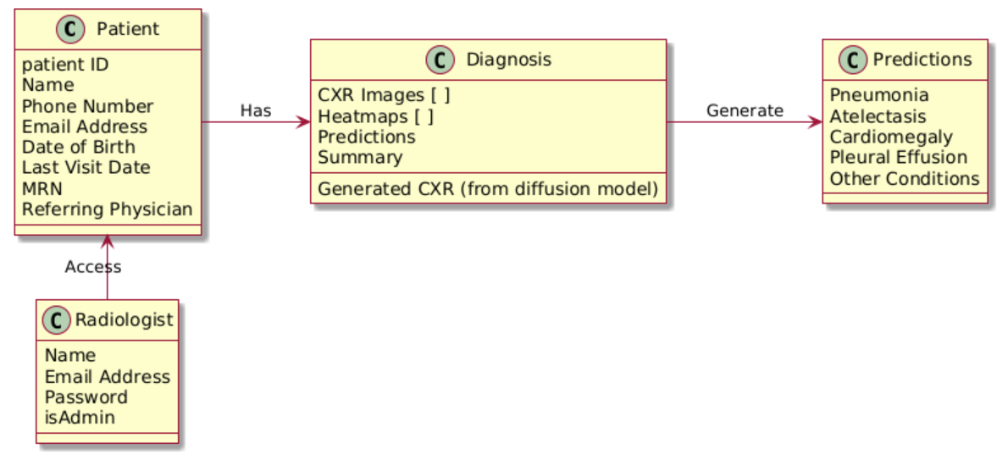 C Patient
patient ID
Name
Phone Number
Email Address
Date of Birth
Last Visit Date
MRN
Referring Physician
Has
C Diagnosis
CXR Images [ ]
Heatmaps [ ]
Predictions
Summary
Generated CXR (from diffusion model)
Generate
C Predictions
Pneumonia
Atelectasis
Cardiomegaly
Pleural Effusion
Other Conditions
Access
C Radiologist
Name
Email Address
Password
isAdmin